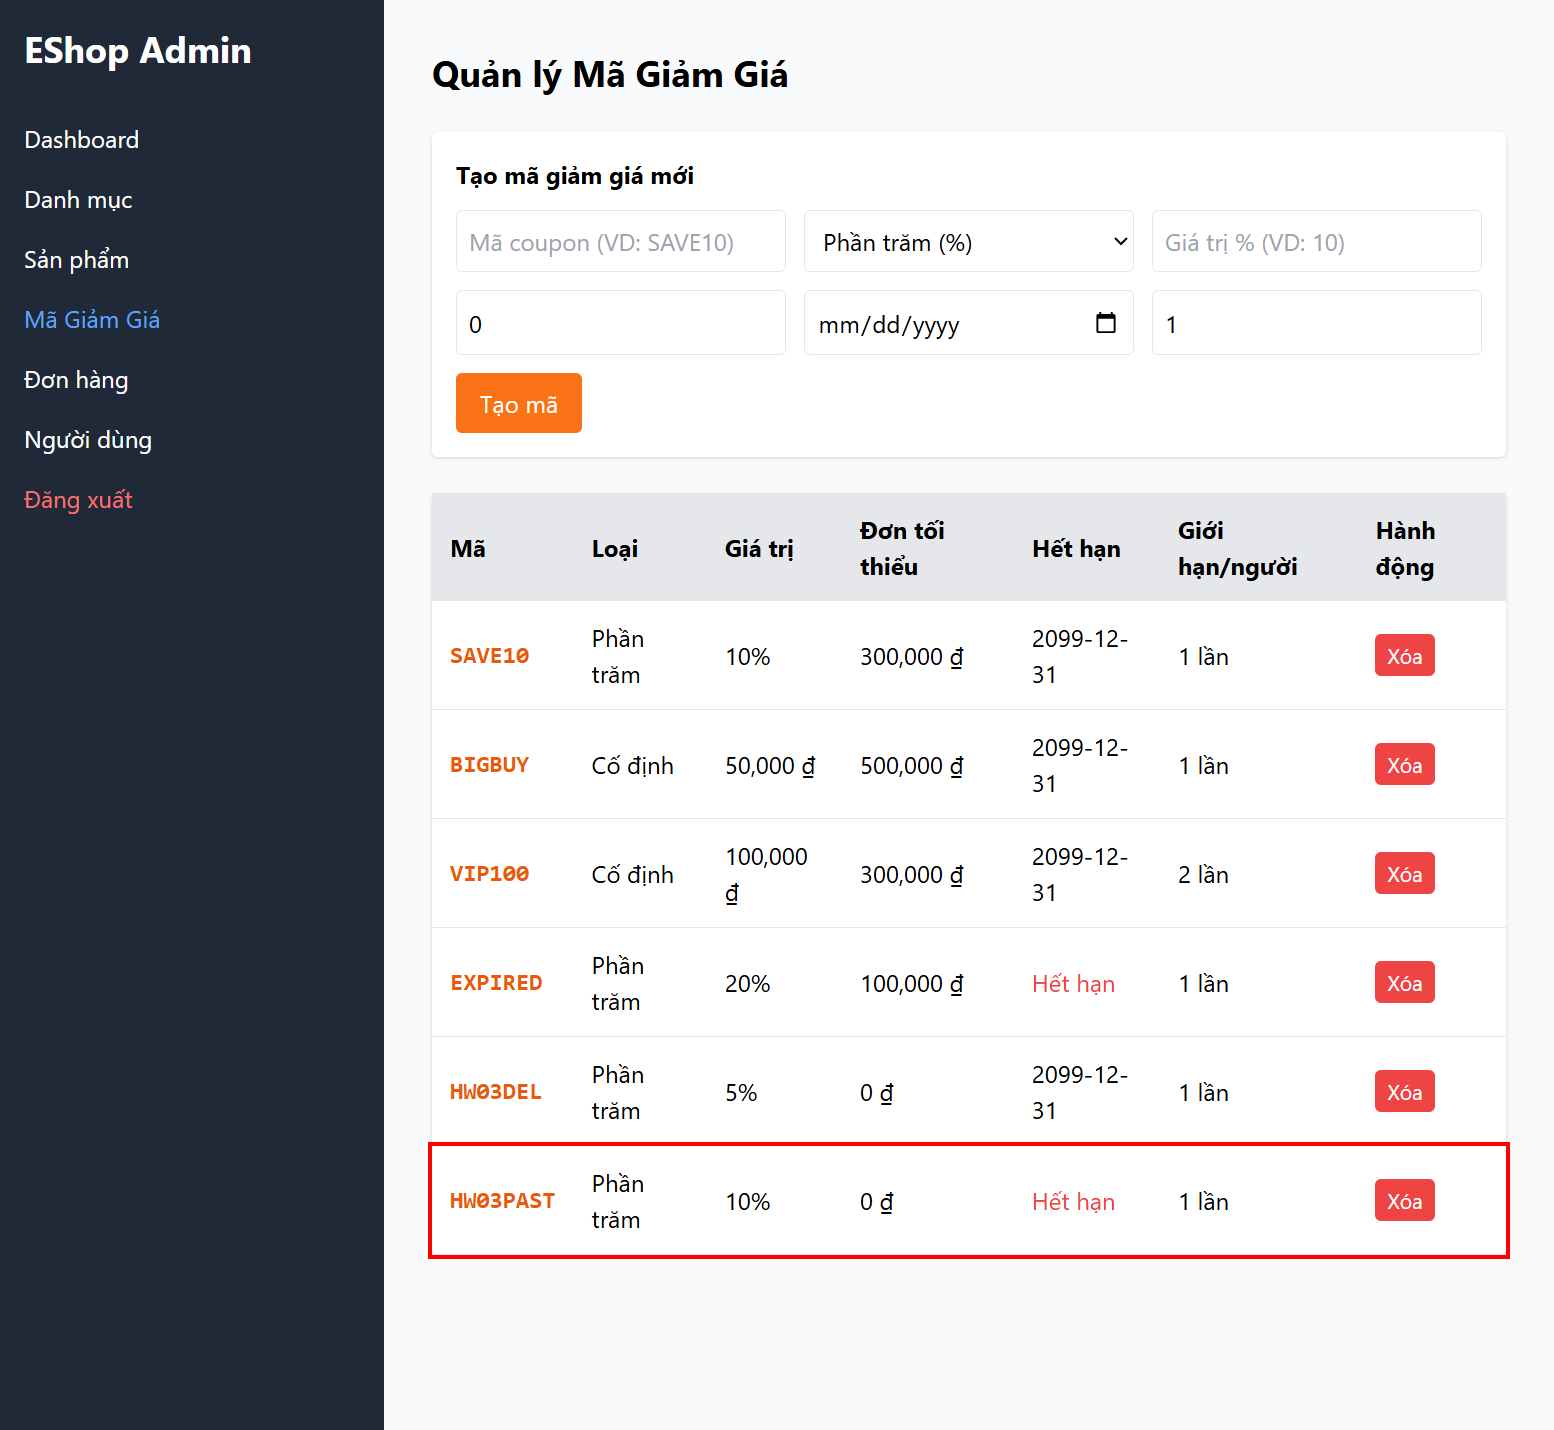 EShop Admin
Dashboard
Danh mục
Sản phẩm
Mã Giảm Giá
Đơn hàng
Người dùng
Đăng xuất
Quản lý Mã Giảm Giá
Tạo mã giảm giá mới
Mã coupon (VD: SAVE10)
Phần trăm (%)
Giá trị % (VD: 10)
0
mm/dd/yyyy
1
Tạo mã
Mã
Loại
Giá trị
Đơn tối
thiểu
Hết hạn
Giới
hạn/người
Hành
động
SAVE10
Phần
trăm
10%
300,000 ₫
2099-12-
31
1 lần
Xóa
BIGBUY
Cố định
50,000 ₫
500,000 ₫
2099-12-
31
1 lần
Xóa
VIP100
Cố định
100,000
₫
300,000 ₫
2099-12-
31
2 lần
Xóa
EXPIRED
Phần
trăm
20%
100,000 ₫
Hết hạn
1 lần
Xóa
HW03DEL
Phần
trăm
5%
0 ₫
2099-12-
31
1 lần
Xóa
HW03PAST
Phần
trăm
10%
0 ₫
Hết hạn
1 lần
Xóa